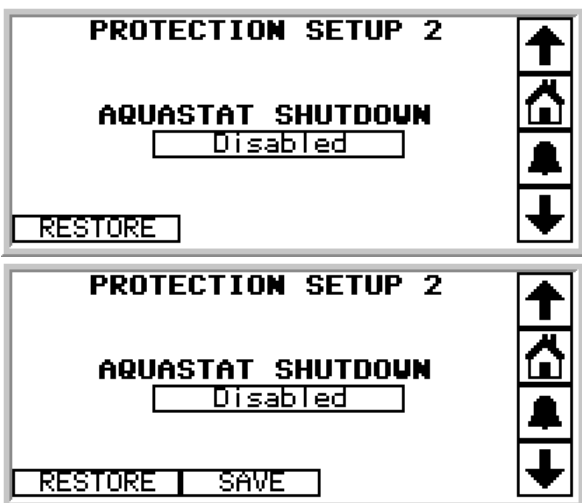 PROTECTION SETUP 2
AQUASTAT SHUTDOWN
Disabled
RESTORE
PROTECTION SETUP 2
AQUASTAT SHUTDOWN
Disabled
RESTORE SAVE